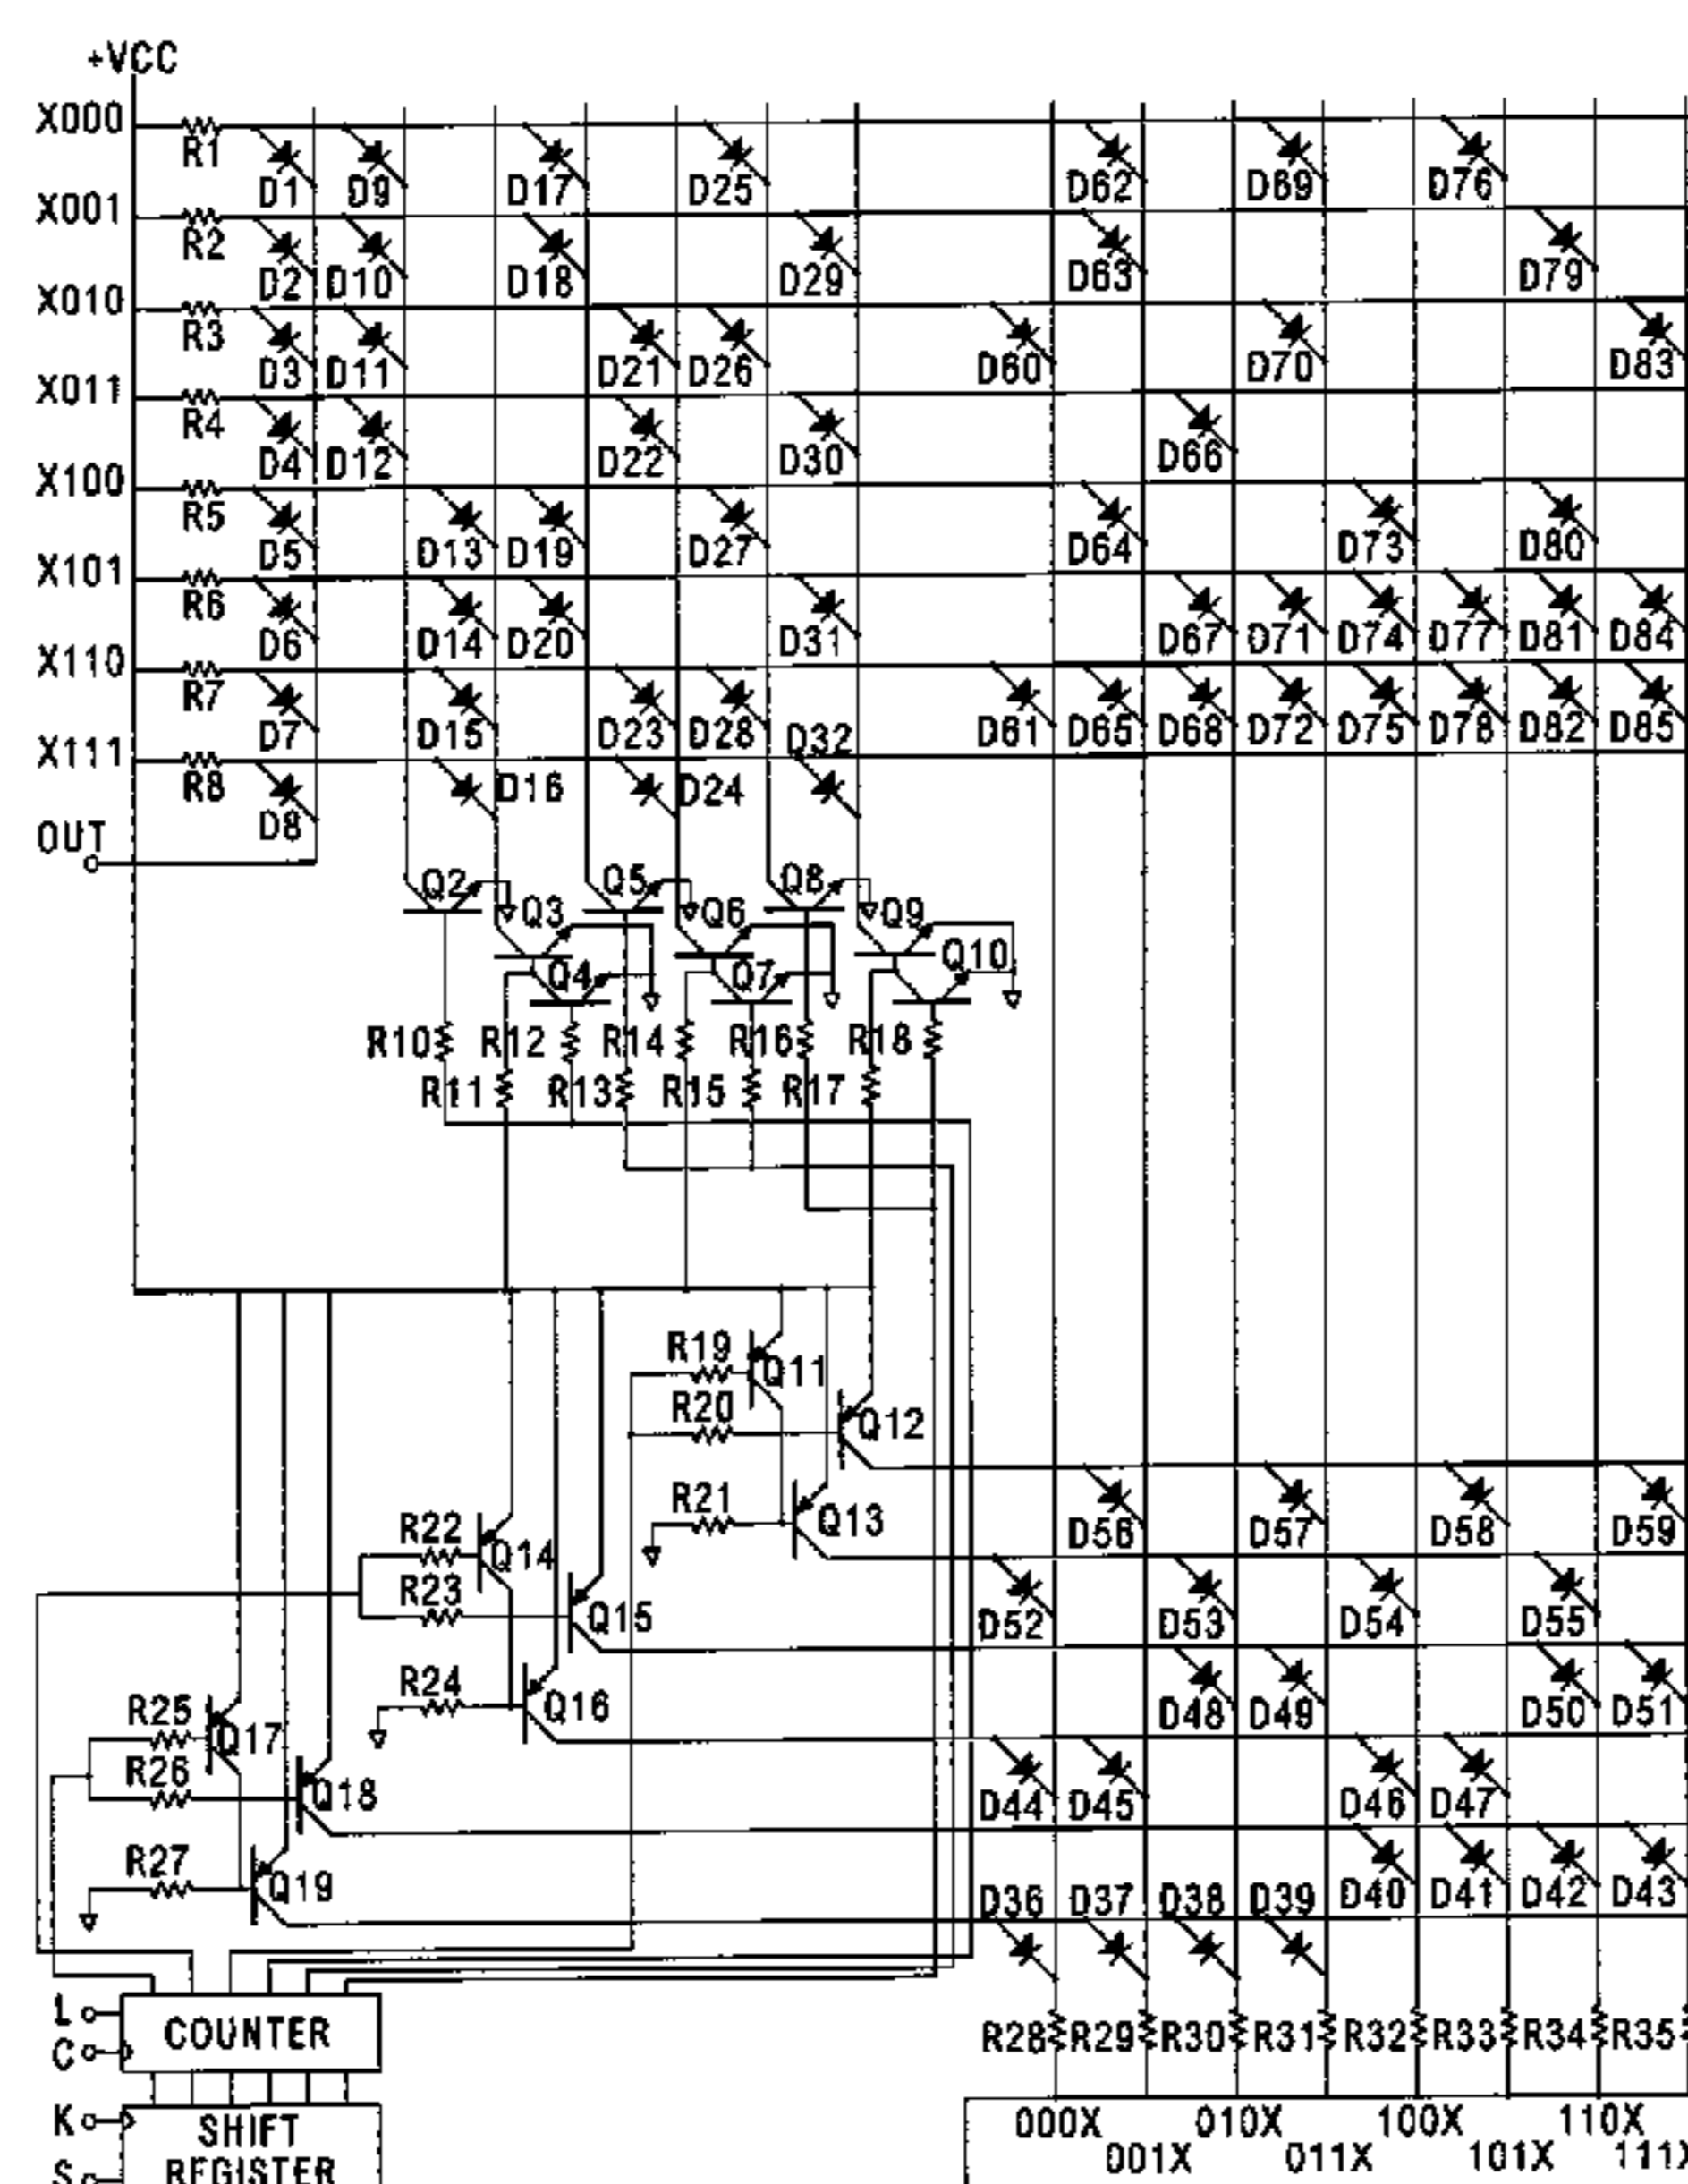 +VCC
X000
R1 D1 D9 D17 D25 D62 D69 D76
X001
R2 D2 D10 D18 D29 D63 D79
X010
R3 D3 D11 D21 D26 D60 D70 D83
X011
R4 D4 D12 D22 D30 D66
X100
R5 D5 D13 D19 D27 D64 D73 D80
X101
R6 D6 D14 D20 D31 D67 D71 D74 D77 D81 D84
X110
R7 D7 D15 D23 D28 D32 D61 D65 D68 D72 D75 D78 D82 D85
X111
R8 D8 D16 D24
OUT
Q2 Q5 Q8
Q3 Q6 Q9
Q4 Q7 Q10
R10 R12 R14 R16 R18
R11 R13 R15 R17
R19 Q11
R20 Q12
R21 Q13 D56 D57 D58 D59
R22 Q14
R23 Q15 D52 D53 D54 D55
R24 Q16 D48 D49 D50 D51
R25 Q17
R26 Q18 D44 D45 D46 D47
R27 Q19 D36 D37 D38 D39 D40 D41 D42 D43
L
COUNTER
C
R28 R29 R30 R31 R32 R33 R34 R35
K
SHIFT
REGISTER
S
000X 010X 100X 110X
001X 011X 101X 111X